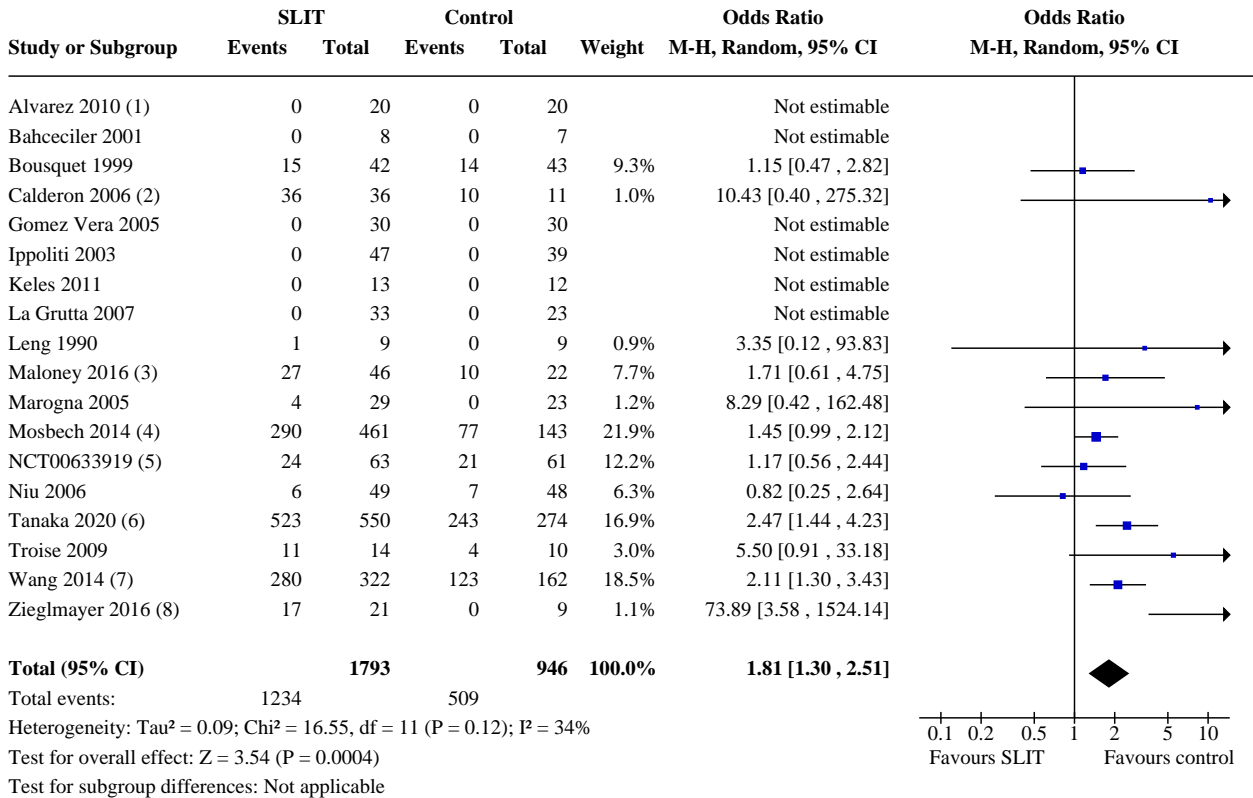 SLIT Control Odds Ratio Odds Ratio
Study or Subgroup Events Total Events Total Weight M-H, Random, 95% CI M-H, Random, 95% CI
Alvarez 2010 (1) 0 20 0 20 Not estimable
Bahceciler 2001 0 8 0 7 Not estimable
Bousquet 1999 15 42 14 43 9.3% 1.15 [0.47 , 2.82]
Calderon 2006 (2) 36 36 10 11 1.0% 10.43 [0.40 , 275.32]
Gomez Vera 2005 0 30 0 30 Not estimable
Ippoliti 2003 0 47 0 39 Not estimable
Keles 2011 0 13 0 12 Not estimable
La Grutta 2007 0 33 0 23 Not estimable
Leng 1990 1 9 0 9 0.9% 3.35 [0.12 , 93.83]
Maloney 2016 (3) 27 46 10 22 7.7% 1.71 [0.61 , 4.75]
Marogna 2005 4 29 0 23 1.2% 8.29 [0.42 , 162.48]
Mosbech 2014 (4) 290 461 77 143 21.9% 1.45 [0.99 , 2.12]
NCT00633919 (5) 24 63 21 61 12.2% 1.17 [0.56 , 2.44]
Niu 2006 6 49 7 48 6.3% 0.82 [0.25 , 2.64]
Tanaka 2020 (6) 523 550 243 274 16.9% 2.47 [1.44 , 4.23]
Troise 2009 11 14 4 10 3.0% 5.50 [0.91 , 33.18]
Wang 2014 (7) 280 322 123 162 18.5% 2.11 [1.30 , 3.43]
Zieglmayer 2016 (8) 17 21 0 9 1.1% 73.89 [3.58 , 1524.14]
Total (95% CI) 1793 946 100.0% 1.81 [1.30 , 2.51]
Total events: 1234 509
Heterogeneity: Tau² = 0.09; Chi² = 16.55, df = 11 (P = 0.12); I² = 34%
Test for overall effect: Z = 3.54 (P = 0.0004)
Test for subgroup differences: Not applicable
0.1 0.2 0.5 1 2 5 10
Favours SLIT Favours control